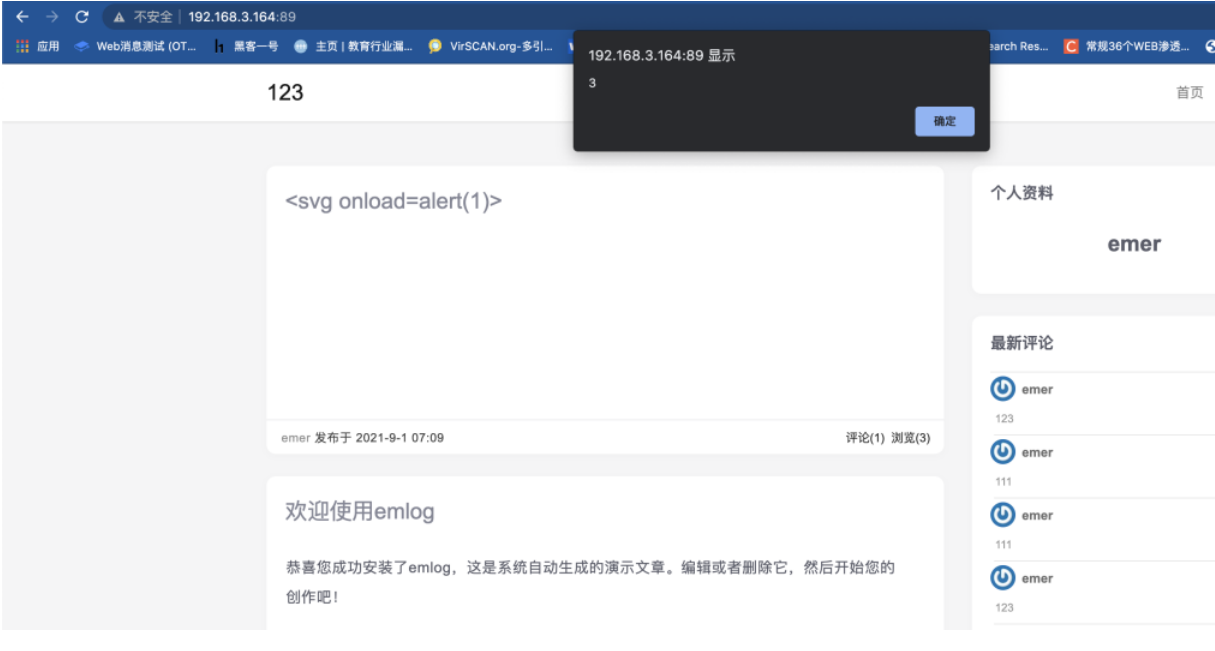 不安全 | 192.168.3.164:89
应用 Web消息测试 (OT... 黑客一号 主页 | 教育行业漏... VirSCAN.org-多引... earch Res... 常规36个WEB渗透...
192.168.3.164:89 显示
3
确定
123
首页
<svg onload=alert(1)>
emer 发布于 2021-9-1 07:09
评论(1) 浏览(3)
欢迎使用emlog
恭喜您成功安装了emlog，这是系统自动生成的演示文章。编辑或者删除它，然后开始您的
创作吧！
个人资料
emer
最新评论
emer
123
emer
111
emer
111
emer
123